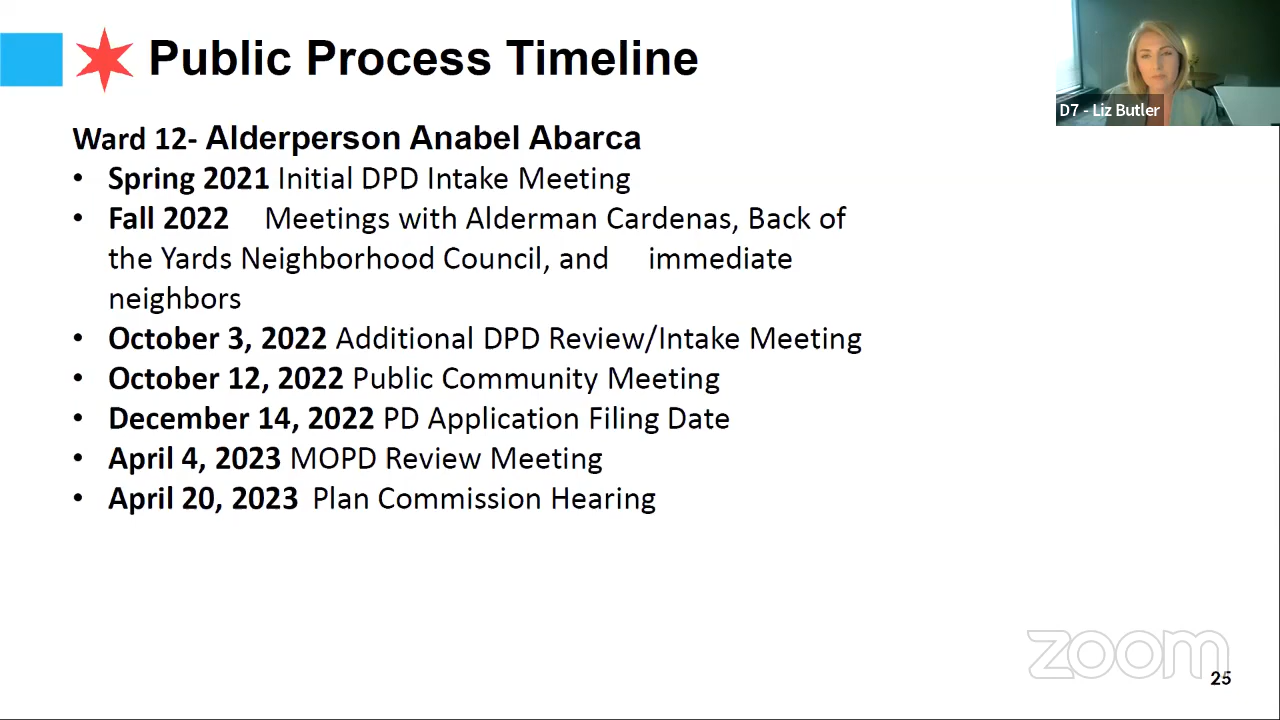 Public Process Timeline
D7 - Liz Butler
Ward 12- Alderperson Anabel Abarca
• Spring 2021 Initial DPD Intake Meeting
• Fall 2022 Meetings with Alderman Cardenas, Back of
the Yards Neighborhood Council, and immediate
neighbors
• October 3, 2022 Additional DPD Review/Intake Meeting
• October 12, 2022 Public Community Meeting
• December 14, 2022 PD Application Filing Date
• April 4, 2023 MOPD Review Meeting
• April 20, 2023 Plan Commission Hearing
zoom
25